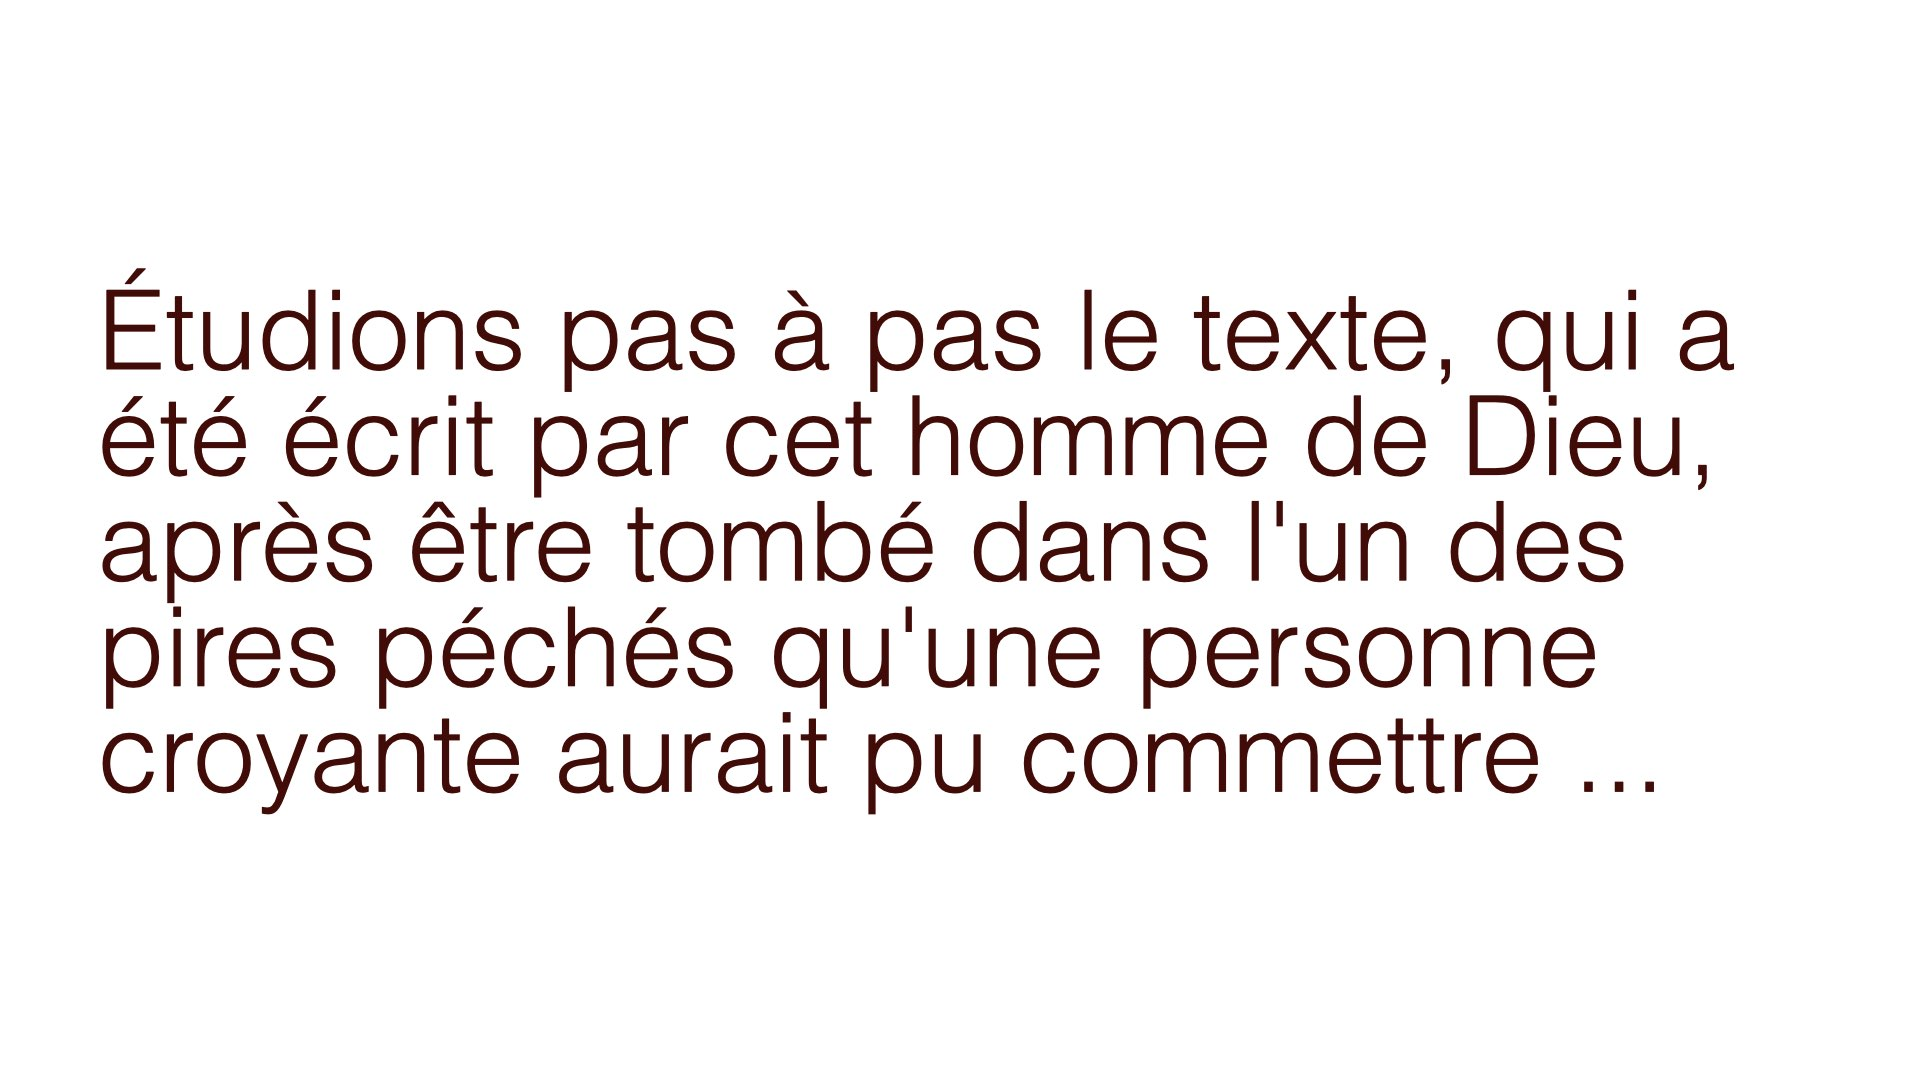 Étudions pas à pas le texte, qui a
été écrit par cet homme de Dieu,
après être tombé dans l'un des
pires péchés qu'une personne
croyante aurait pu commettre ...